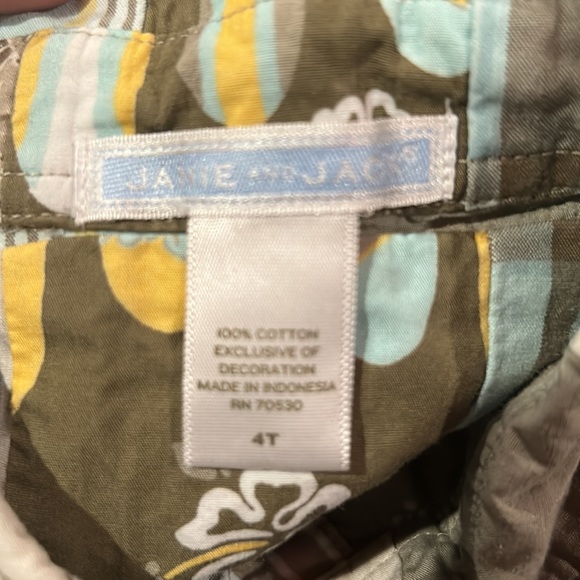 JANIE AND JACK®
100% COTTON
EXCLUSIVE OF
DECORATION
MADE IN INDONESIA
RN 70530
4T